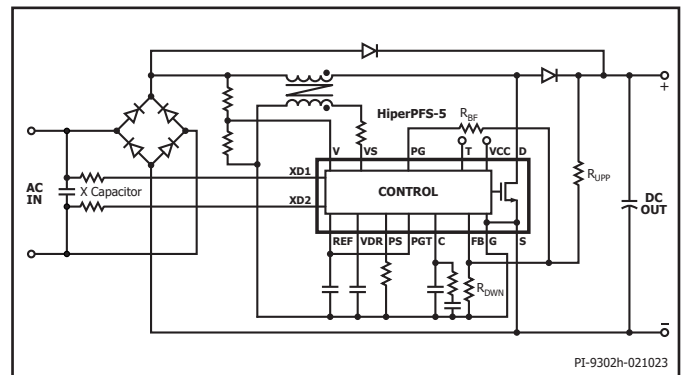 HiperPFS-5
R_BF
V VS PG T VCC D
XD1
XD2
CONTROL
R_UPP
AC
IN
X Capacitor
DC
OUT
+
REF VDR PS PGT C FB G S
R_DWN
−
PI-9302h-021023